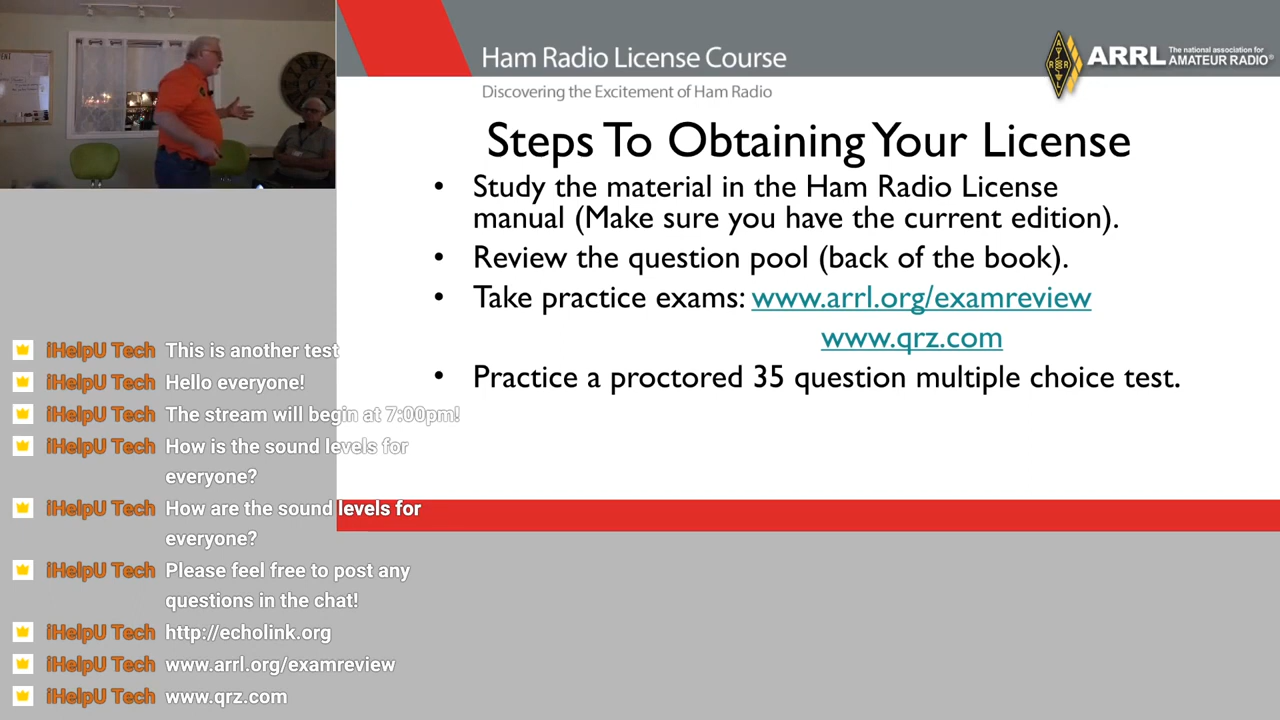 Ham Radio License Course
ARRL The national association for
AMATEUR RADIO®
Discovering the Excitement of Ham Radio
Steps To Obtaining Your License
• Study the material in the Ham Radio License
manual (Make sure you have the current edition).
• Review the question pool (back of the book).
• Take practice exams: www.arrl.org/examreview
www.qrz.com
• Practice a proctored 35 question multiple choice test.
iHelpU Tech This is another test
iHelpU Tech Hello everyone!
iHelpU Tech The stream will begin at 7:00pm!
iHelpU Tech How is the sound levels for
everyone?
iHelpU Tech How are the sound levels for
everyone?
iHelpU Tech Please feel free to post any
questions in the chat!
iHelpU Tech http://echolink.org
iHelpU Tech www.arrl.org/examreview
iHelpU Tech www.qrz.com